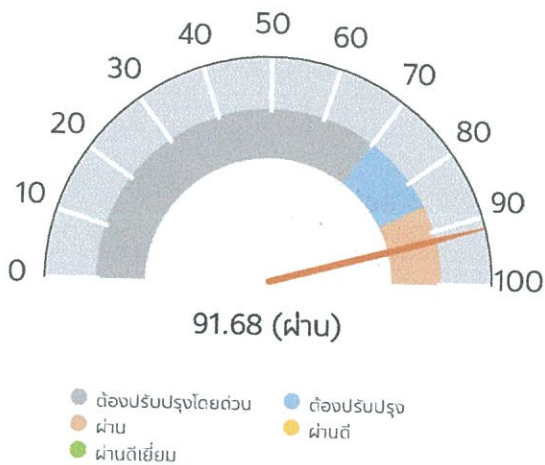 50
40
60
30
70
20
80
10
90
0
100
91.68 (ผ่าน)
ต้องปรับปรุงโดยด่วน
ต้องปรับปรุง
ผ่าน
ผ่านดี
ผ่านดีเยี่ยม